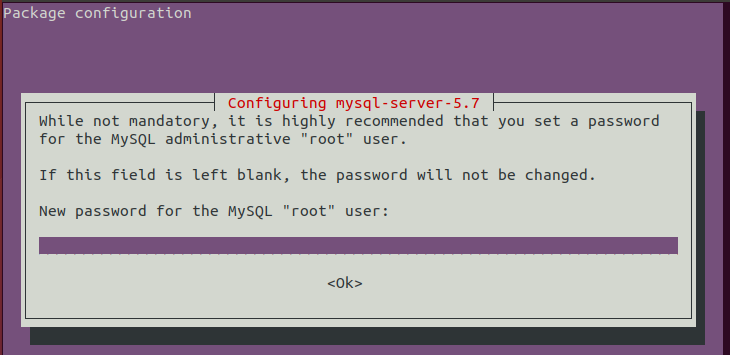 Package configuration
Configuring mysql-server-5.7
While not mandatory, it is highly recommended that you set a password
for the MySQL administrative "root" user.
If this field is left blank, the password will not be changed.
New password for the MySQL "root" user:
<Ok>